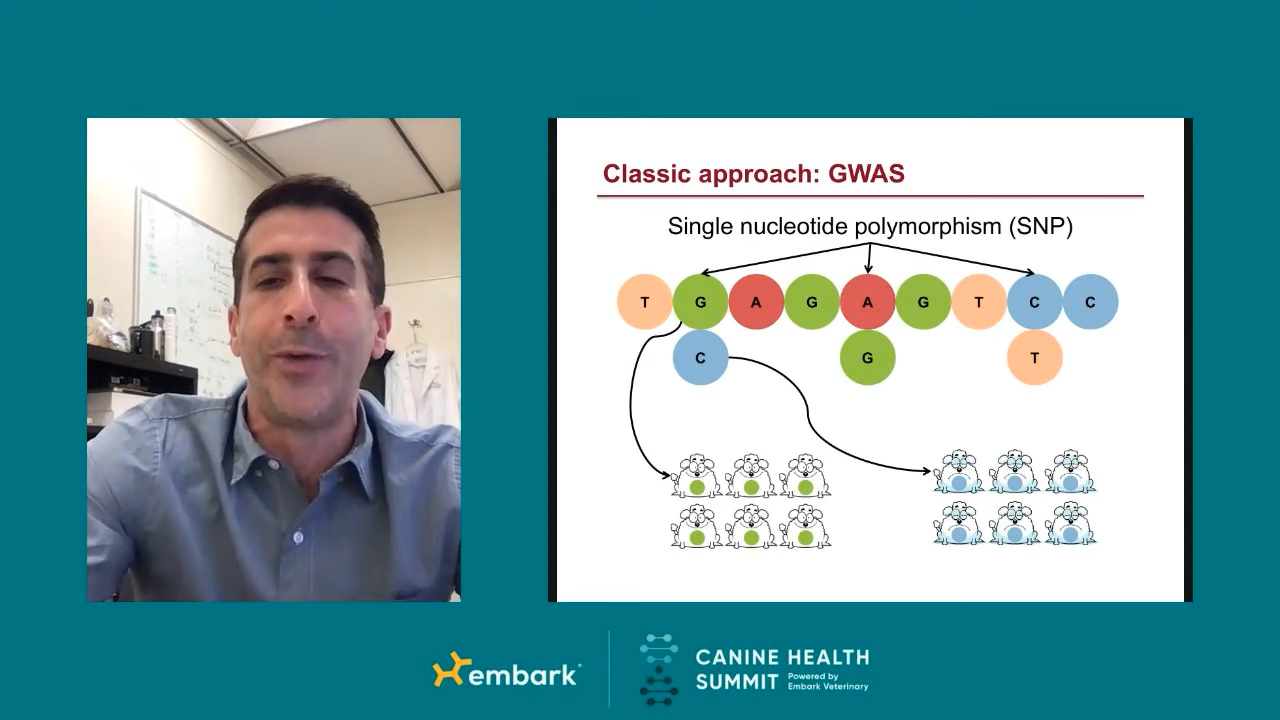 Classic approach: GWAS
Single nucleotide polymorphism (SNP)
T G A G A G T C C
C G T
embark
CANINE HEALTH
SUMMIT Powered by
Embark Veterinary